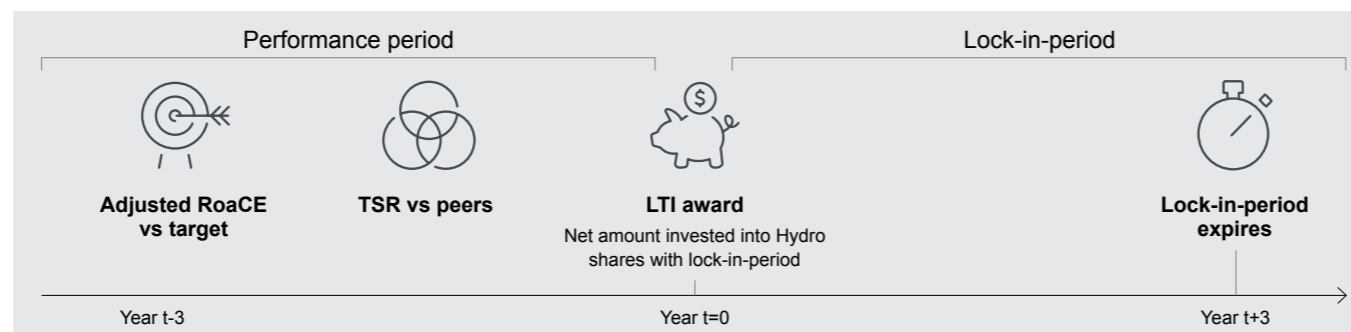 Performance period
Lock-in-period
$
Adjusted RoaCE
vs target
TSR vs peers
LTI award
Net amount invested into Hydro
shares with lock-in-period
Lock-in-period
expires
Year t-3
Year t=0
Year t+3